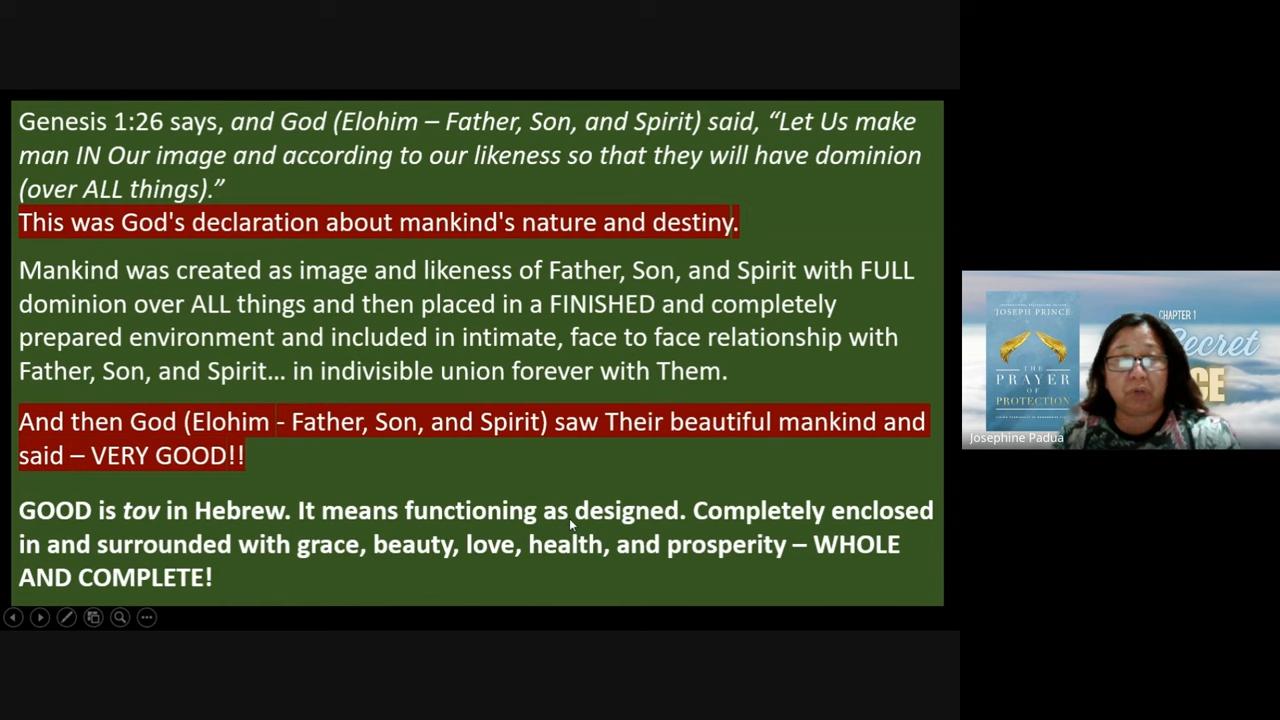 Genesis 1:26 says, and God (Elohim – Father, Son, and Spirit) said, “Let Us make
man IN Our image and according to our likeness so that they will have dominion
(over ALL things).”
This was God's declaration about mankind's nature and destiny.
Mankind was created as image and likeness of Father, Son, and Spirit with FULL
dominion over ALL things and then placed in a FINISHED and completely
prepared environment and included in intimate, face to face relationship with
Father, Son, and Spirit… in indivisible union forever with Them.
And then God (Elohim - Father, Son, and Spirit) saw Their beautiful mankind and
said – VERY GOOD!!
GOOD is tov in Hebrew. It means functioning as designed. Completely enclosed
in and surrounded with grace, beauty, love, health, and prosperity – WHOLE
AND COMPLETE!
JOSEPH PRINCE
THE
PRAYER
OF
PROTECTION
CHAPTER 1
Secret
Josephine Padua